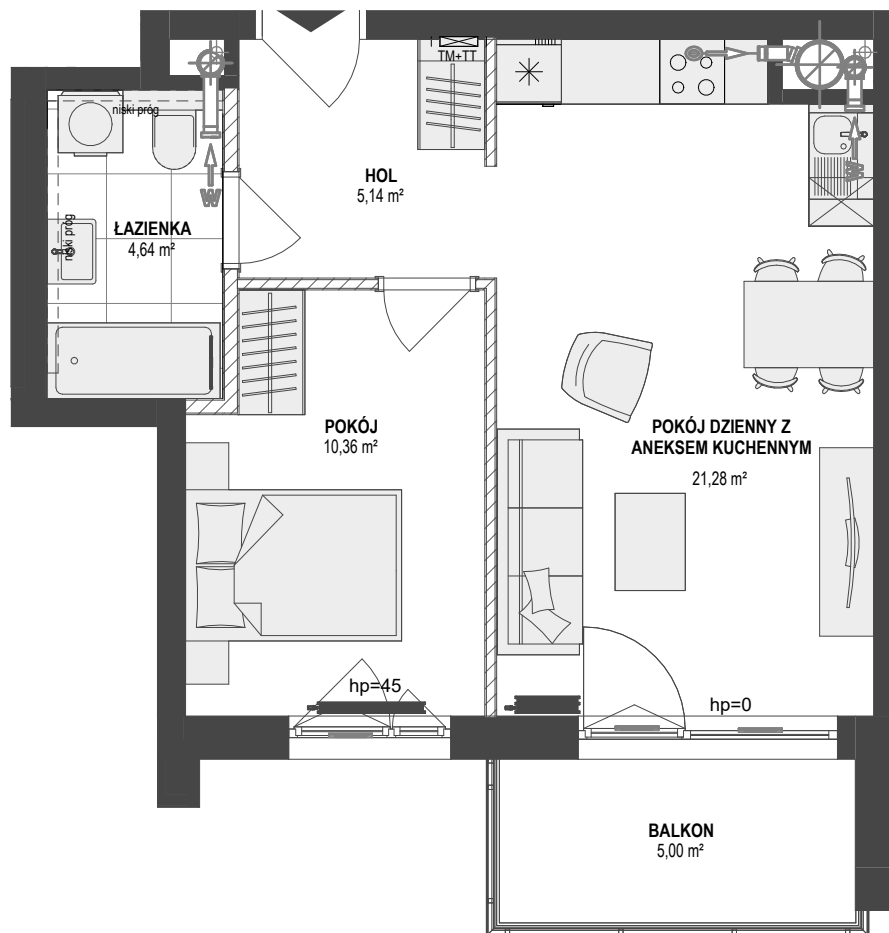 TM+TT
niski próg
W
W
HOL
5,14 m²
ŁAZIENKA
4,64 m²
niski próg
POKÓJ
10,36 m²
POKÓJ DZIENNY Z
ANEKSEM KUCHENNYM
21,28 m²
hp=45
hp=0
BALKON
5,00 m²